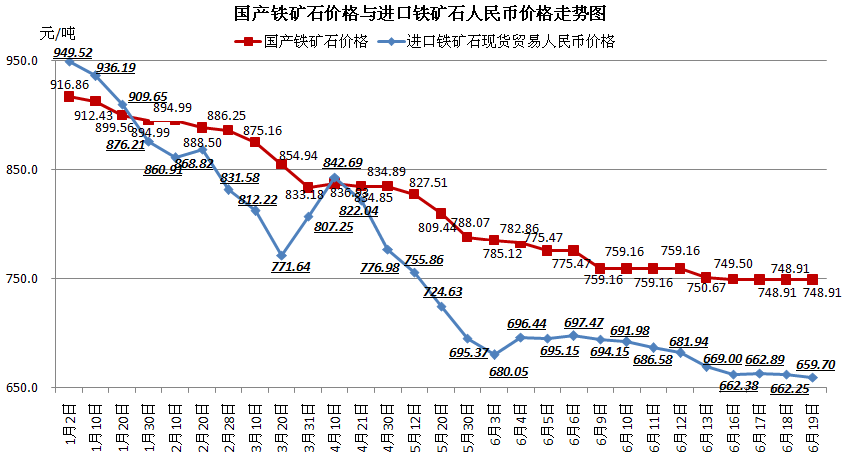 国产铁矿石价格与进口铁矿石人民币价格走势图
元/吨
国产铁矿石价格 进口铁矿石现货贸易人民币价格
950.0
850.0
750.0
650.0
949.52
936.19
909.65
876.21
860.91
868.82
831.58
812.22
771.64
807.25
842.69
822.04
776.98
755.86
724.63
695.37
680.05
696.44
695.15
697.47
694.15
691.98
686.58
681.94
669.00
662.38
662.89
662.25
659.70
916.86
912.43
899.56
894.99
894.99
888.50
886.25
875.16
854.94
833.18
836.93
834.85
834.89
827.51
809.44
788.07
785.12
782.86
775.47
775.47
759.16
759.16
759.16
759.16
750.67
749.50
748.91
748.91
748.91
1月2日
1月10日
1月20日
1月30日
2月10日
2月20日
2月28日
3月10日
3月20日
3月31日
4月10日
4月21日
4月30日
5月12日
5月20日
5月30日
6月3日
6月4日
6月5日
6月6日
6月9日
6月10日
6月11日
6月12日
6月13日
6月16日
6月17日
6月18日
6月19日